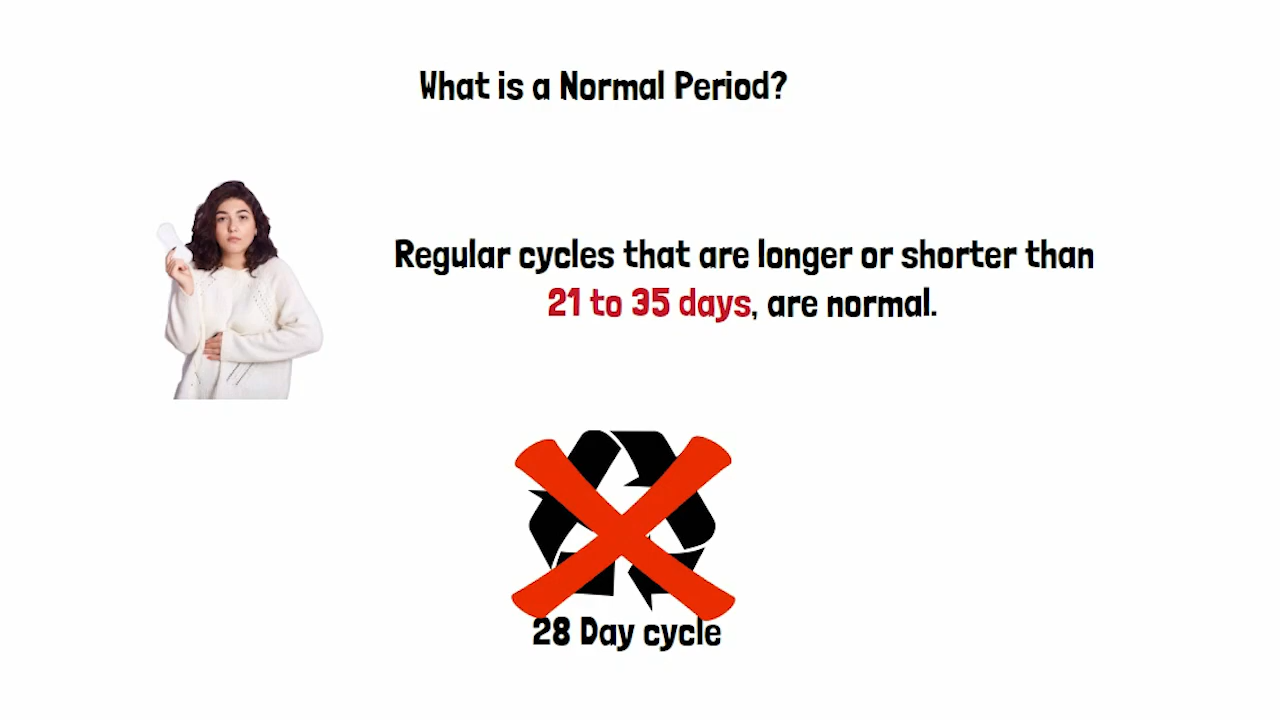 What is a Normal Period?
Regular cycles that are longer or shorter than
21 to 35 days, are normal.
28 Day cycle